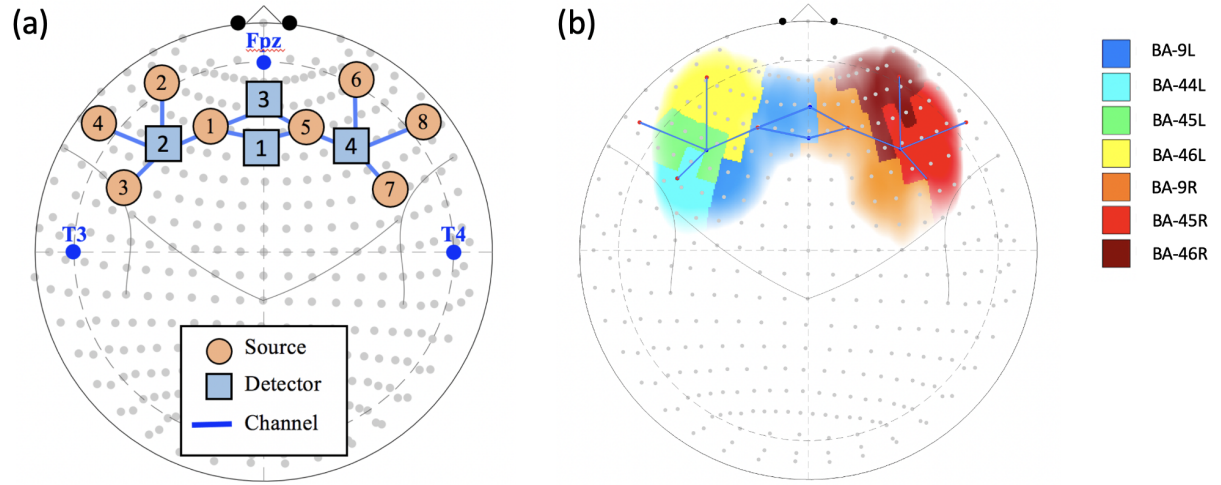 (a)
(b)
Fpz
2
6
3
4
1
5
8
2
1
4
3
7
T3
T4
Source
Detector
Channel
BA-9L
BA-44L
BA-45L
BA-46L
BA-9R
BA-45R
BA-46R